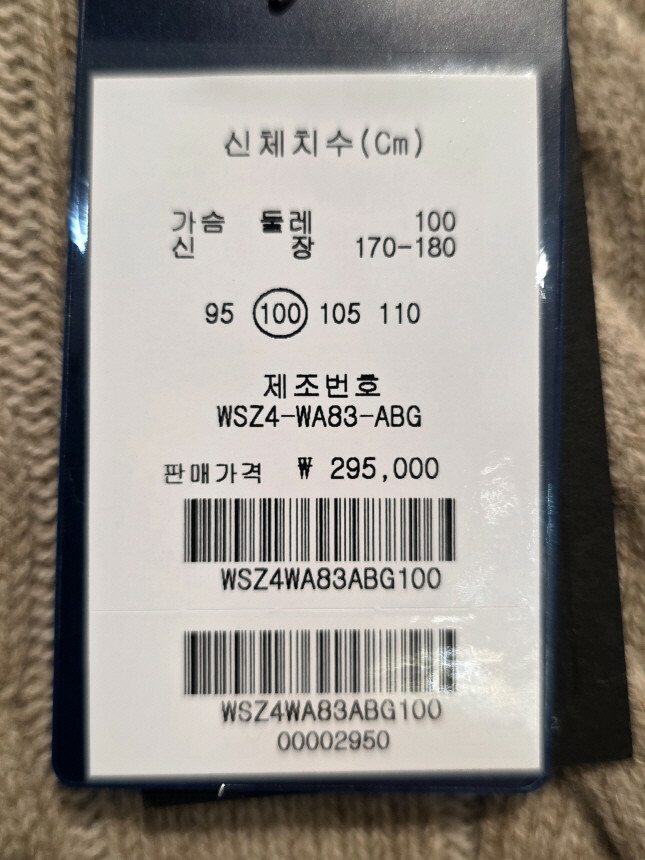 신체치수(Cm)
가슴 둘레 100
신 장 170-180
95 100 105 110
제조번호
WSZ4-WA83-ABG
판매가격 ₩ 295,000
WSZ4WA83ABG100
WSZ4WA83ABG100
00002950